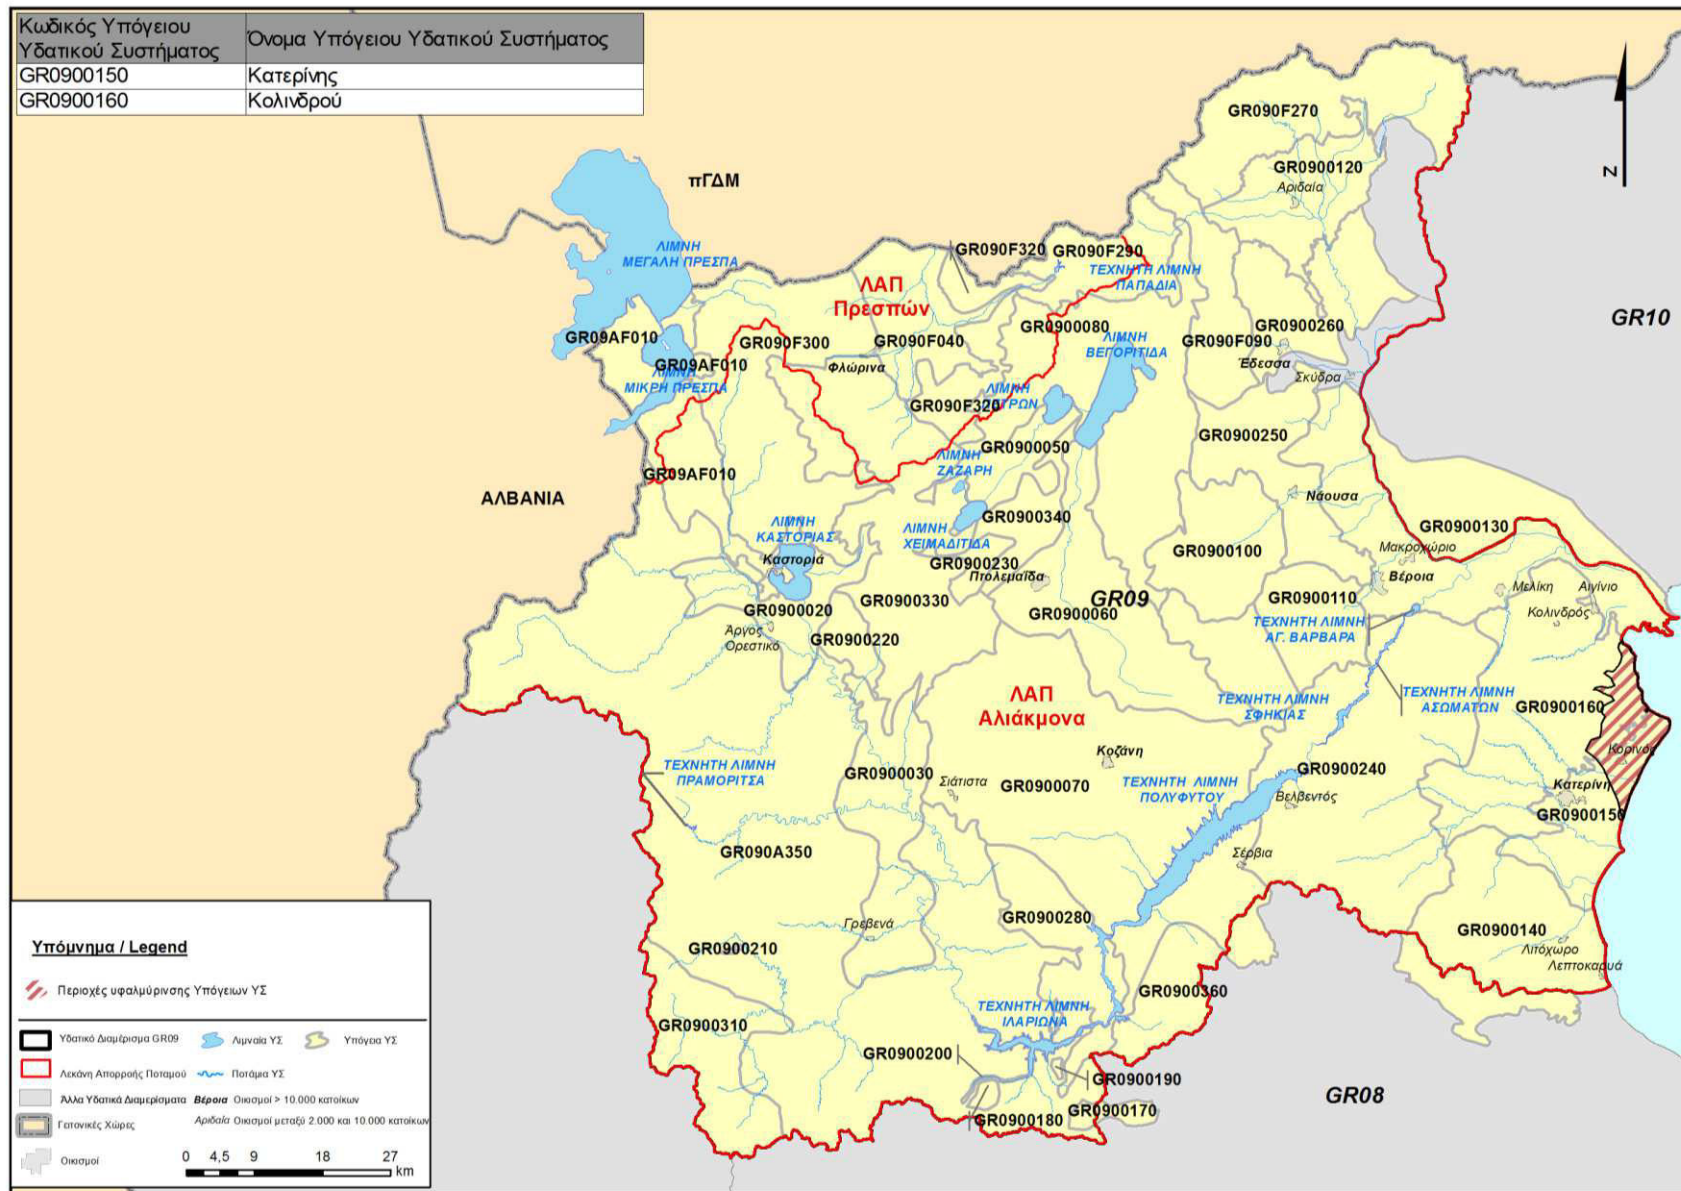 Κωδικός Υπόγειου
Υδατικού Συστήματος
Όνομα Υπόγειου Υδατικού Συστήματος
GR0900150 Κατερίνης
GR0900160 Κολινδρού
GR090F270
Z
GR0900120
Αριδαία
πΓΔΜ
ΛΙΜΝΗ
ΜΕΓΑΛΗ ΠΡΕΣΠΑ
GR090F320
GR090F290
ΤΕΧΝΗΤΗ ΛΙΜΝΗ
ΠΑΠΑΔΙΑ
ΛΑΠ
Πρεσπών
GR10
GR0900080
GR0900260
GR09AF010
GR090F300
GR090F040
ΛΙΜΝΗ
ΒΕΓΟΡΙΤΙΔΑ
GR090F090
GR09AF010
Φλώρινα
Έδεσσα
Σκύδρα
ΛΙΜΝΗ
ΜΙΚΡΗ ΠΡΕΣΠΑ
ΛΙΜΝΗ
GR090F320
GR0900250
GR0900050
ΛΙΜΝΗ
ΖΑΖΑΡΗ
GR09AF010
ΑΛΒΑΝΙΑ
Νάουσα
GR0900340
ΛΙΜΝΗ
ΚΑΣΤΟΡΙΑΣ
ΛΙΜΝΗ
ΧΕΙΜΑΔΙΤΙΔΑ
GR0900130
Μακροχώριο
GR0900100
Καστοριά
GR0900230
Πτολεμαΐδα
Βέροια
Μελίκη
Αιγίνιο
GR0900330
GR09
GR0900110
GR0900020
GR0900060
Κολινδρός
Άργος
Ορεστικό
GR0900220
ΤΕΧΝΗΤΗ ΛΙΜΝΗ
ΑΓ. ΒΑΡΒΑΡΑ
ΛΑΠ
Αλιάκμονα
ΤΕΧΝΗΤΗ ΛΙΜΝΗ
ΣΦΗΚΙΑΣ
ΤΕΧΝΗΤΗ ΛΙΜΝΗ
ΑΣΩΜΑΤΩΝ
GR0900160
Κορινός
ΤΕΧΝΗΤΗ ΛΙΜΝΗ
ΠΡΑΜΟΡΙΤΣΑ
Κοζάνη
GR0900030
Σιάτιστα
GR0900070
ΤΕΧΝΗΤΗ ΛΙΜΝΗ
ΠΟΛΥΦΥΤΟΥ
GR0900240
Βελβεντός
Κατερίνη
GR0900150
GR090A350
Σέρβια
Γρεβενά
GR0900280
GR0900140
Λιτόχωρο
Λεπτοκαρυά
GR0900210
GR0900360
ΤΕΧΝΗΤΗ ΛΙΜΝΗ
ΙΛΑΡΙΩΝΑ
GR0900310
GR0900200
GR0900190
GR08
GR0900180
GR0900170
Υπόμνημα / Legend
Περιοχές υφαλμύρινσης Υπόγειων ΥΣ
Υδατικό Διαμέρισμα GR09 Λιμναία ΥΣ Υπόγεια ΥΣ
Λεκάνη Απορροής Ποταμού Ποτάμια ΥΣ
Άλλα Υδατικά Διαμερίσματα Βέροια Οικισμοί > 10.000 κατοίκων
Γειτονικές Χώρες Αριδαία Οικισμοί μεταξύ 2.000 και 10.000 κατοίκων
Οικισμοί
0 4,5 9 18 27
km